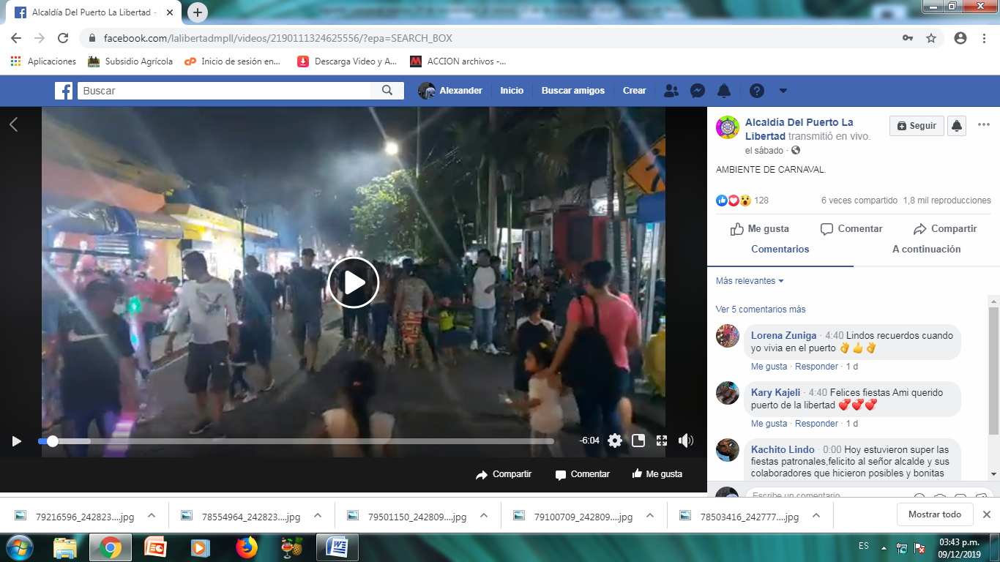 Alcaldía Del Puerto La Libertad -
facebook.com/lalibertadmpll/videos/2190111324625556/?epa=SEARCH_BOX
Aplicaciones Subsidio Agrícola Inicio de sesión en... Descarga Video y A... ACCION archivos -...
Buscar Alexander Inicio Buscar amigos Crear
Alcaldía Del Puerto La
Libertad transmitió en vivo.
el sábado ·
Seguir
AMBIENTE DE CARNAVAL.
128 6 veces compartido 1,8 mil reproducciones
Me gusta Comentar Compartir
Comentarios A continuación
Más relevantes
Ver 5 comentarios más
Lorena Zuniga · 4:40 Lindos recuerdos cuando
yo vivia en el puerto 👌👍👌
Me gusta · Responder · 1 d
Kary Kajeli · 4:40 Felices fiestas Ami querido
puerto de la libertad 💕💕💕
Me gusta · Responder · 1 d
Kachito Lindo · 0:00 Hoy estuvieron super las
fiestas patronales,felicito al señor alcalde y sus
colaboradores que hicieron posibles y bonitas
Escribe un comentario
-6:04
Compartir Comentar Me gusta
79216596_242823....jpg 78554964_242823....jpg 79501150_242809....jpg 79100709_242809....jpg 78503416_242777....jpg Mostrar todo
ES 03:43 p.m.
09/12/2019